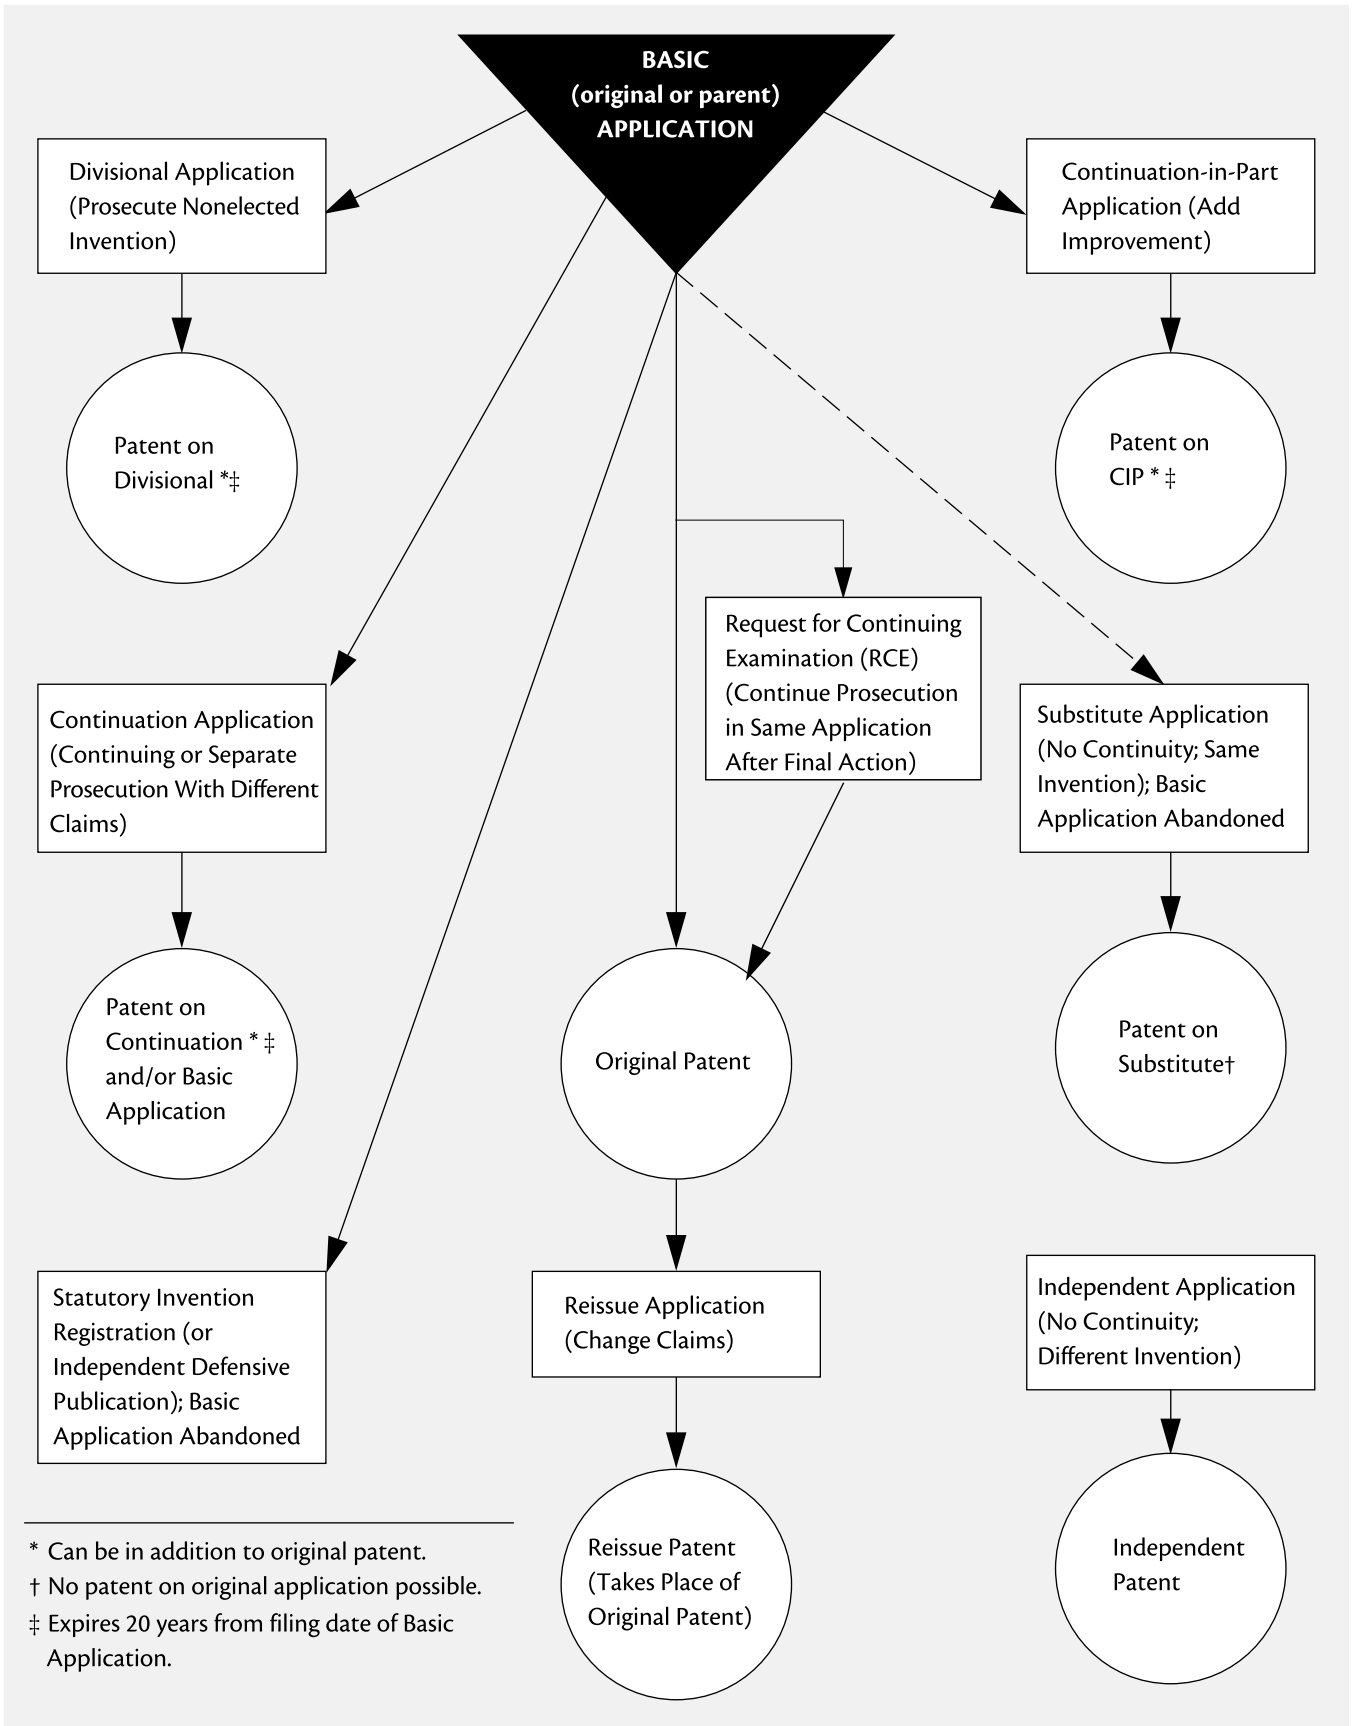 BASIC
(original or parent)
APPLICATION
Divisional Application
(Prosecute Nonelected
Invention)
Continuation-in-Part
Application (Add
Improvement)
Patent on
Divisional *‡
Patent on
CIP * ‡
Request for Continuing
Examination (RCE)
(Continue Prosecution
in Same Application
After Final Action)
Continuation Application
(Continuing or Separate
Prosecution With Different
Claims)
Substitute Application
(No Continuity; Same
Invention); Basic
Application Abandoned
Patent on
Continuation * ‡
and/or Basic
Application
Original Patent
Patent on
Substitute†
Statutory Invention
Registration (or
Independent Defensive
Publication); Basic
Application Abandoned
Reissue Application
(Change Claims)
Independent Application
(No Continuity;
Different Invention)
Reissue Patent
(Takes Place of
Original Patent)
Independent
Patent
* Can be in addition to original patent.
† No patent on original application possible.
‡ Expires 20 years from filing date of Basic
Application.